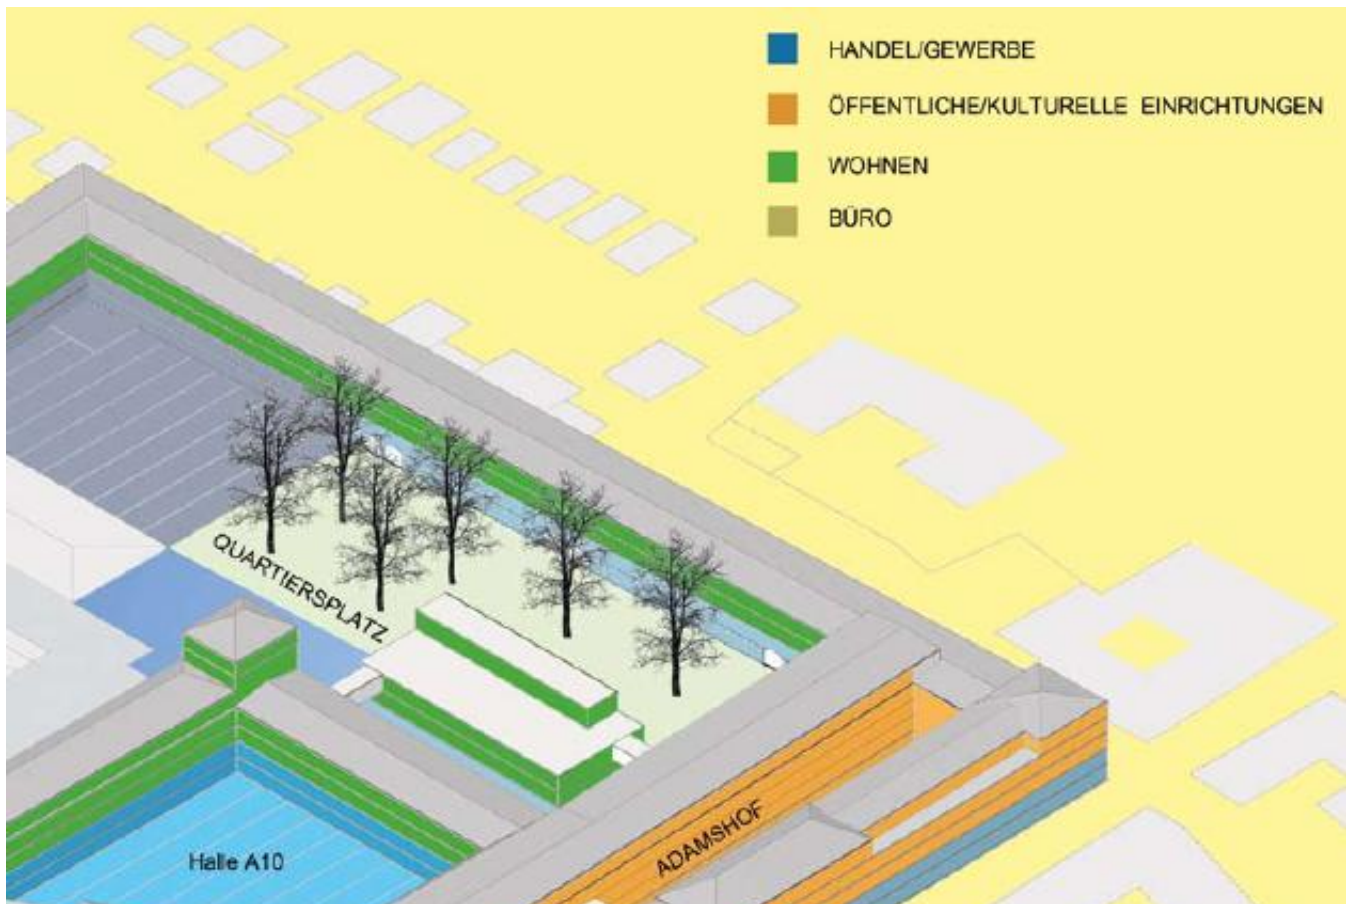 HANDEL/GEWERBE
ÖFFENTLICHE/KULTURELLE EINRICHTUNGEN
WOHNEN
BÜRO
QUARTIERSPLATZ
ADAMSHOF
Halle A10